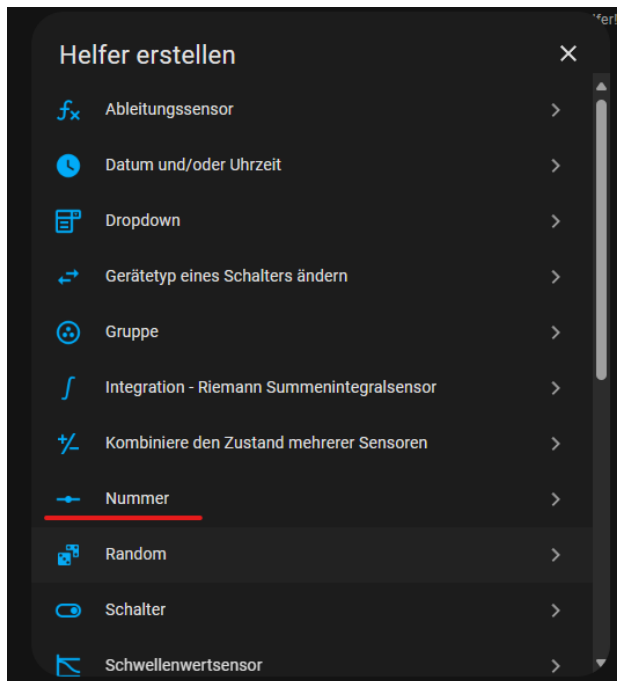 fer!
Helfer erstellen
Ableitungssensor
Datum und/oder Uhrzeit
Dropdown
Gerätetyp eines Schalters ändern
Gruppe
Integration - Riemann Summenintegralsensor
Kombiniere den Zustand mehrerer Sensoren
Nummer
Random
Schalter
Schwellenwertsensor